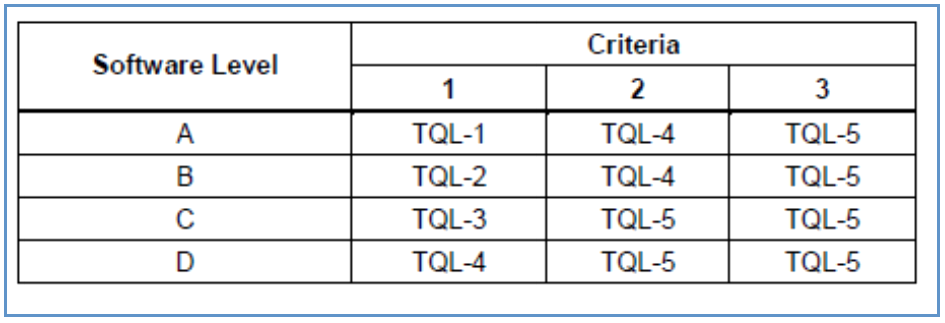 Software Level Criteria
1 2 3
A TQL-1 TQL-4 TQL-5
B TQL-2 TQL-4 TQL-5
C TQL-3 TQL-5 TQL-5
D TQL-4 TQL-5 TQL-5